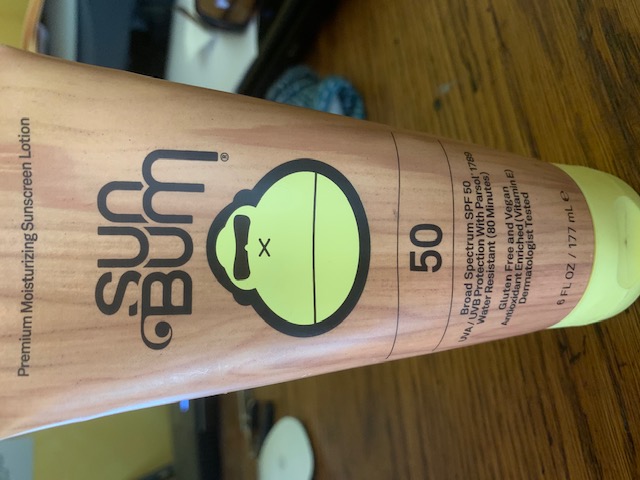 Premium Moisturizing Sunscreen Lotion
SUN
BUM®
50
Broad Spectrum SPF 50
UVA / UVB Protection With Parsol® 1789
Water Resistant (80 Minutes)
Gluten Free and Vegan
Antioxidant Enriched (Vitamin E)
Dermatologist Tested
6 FL OZ / 177 mL ℮